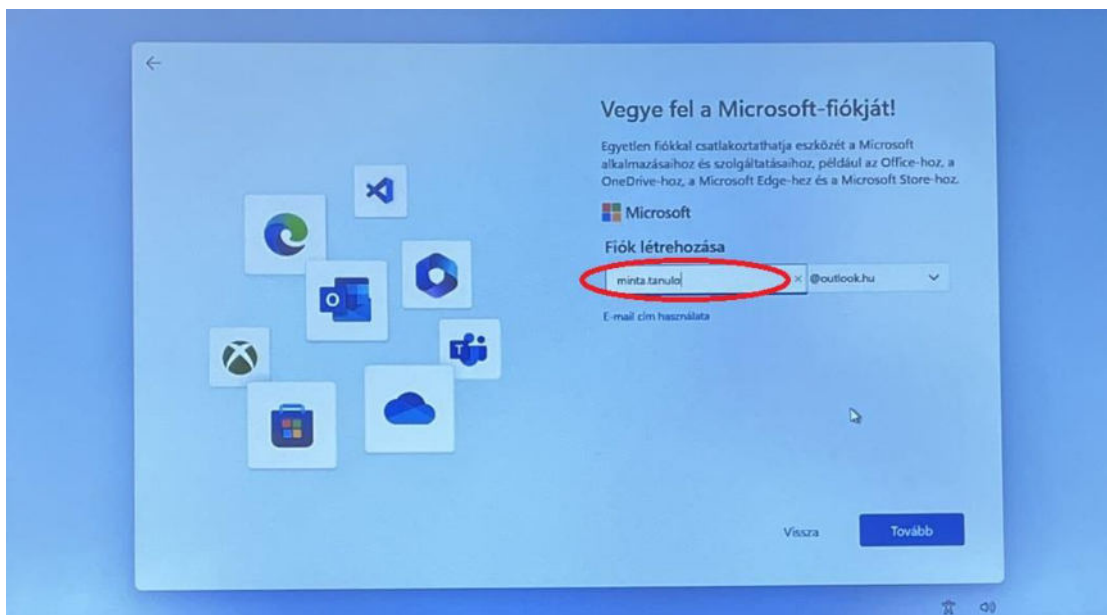 Vegye fel a Microsoft-fiókját!
Egyetlen fiókkal csatlakoztathatja eszközét a Microsoft
alkalmazásaihoz és szolgáltatásaihoz, például az Office-hoz, a
OneDrive-hoz, a Microsoft Edge-hez és a Microsoft Store-hoz.
Microsoft
Fiók létrehozása
minta.tanulo @outlook.hu
E-mail cím használata
Vissza Tovább